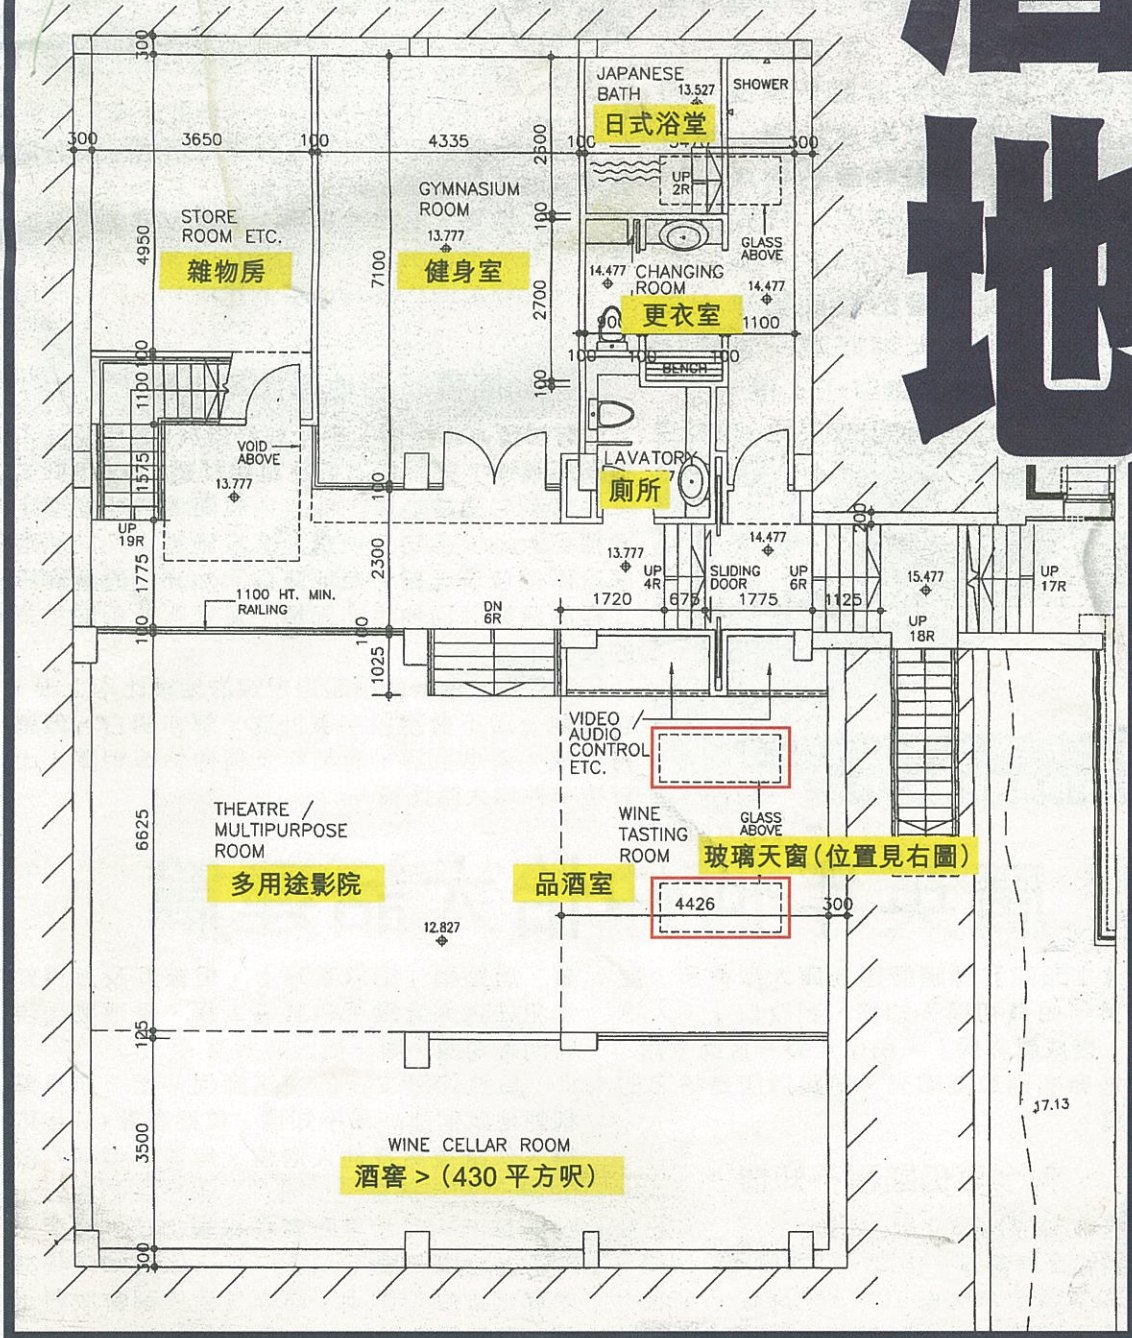 地
300
JAPANESE
BATH
13.527
SHOWER
日式浴堂
300
3650
100
4335
2600
100
300
UP
2R
STORE
ROOM ETC.
雜物房
GYMNASIUM
ROOM
13.777
健身室
4950
7100
100
GLASS
ABOVE
14.477
CHANGING
ROOM
14.477
更衣室
2700
1100
100
100
100
100
100
BENCH
1100
VOID
ABOVE
13.777
1575
UP
19R
LAVATORY
廁所
100
200
1775
2300
13.777
UP
4R
SLIDING
DOOR
14.477
UP
6R
15.477
UP
17R
1100 HT. MIN.
RAILING
DN
6R
1720
675
1775
1125
UP
18R
100
100
1025
VIDEO /
AUDIO
CONTROL
ETC.
THEATRE /
MULTIPURPOSE
ROOM
多用途影院
6625
WINE
TASTING
ROOM
品酒室
GLASS
ABOVE
玻璃天窗(位置見右圖)
4426
300
12.827
125
17.13
3500
WINE CELLAR ROOM
酒窖 > (430 平方呎)
300